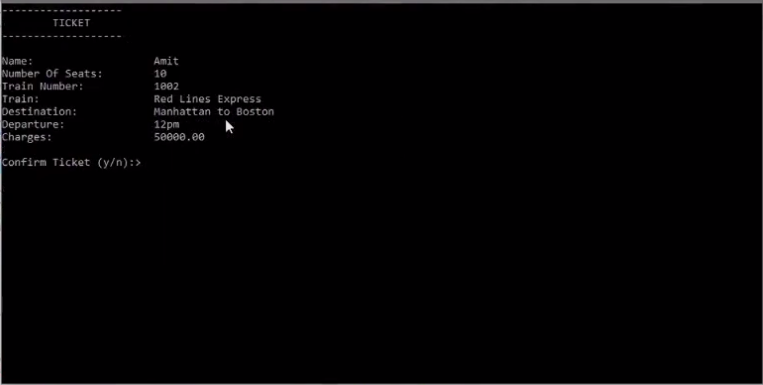 -------------------
TICKET
-------------------
Name: Amit
Number Of Seats: 10
Train Number: 1002
Train: Red Lines Express
Destination: Manhattan to Boston
Departure: 12pm
Charges: 50000.00
Confirm Ticket (y/n):>